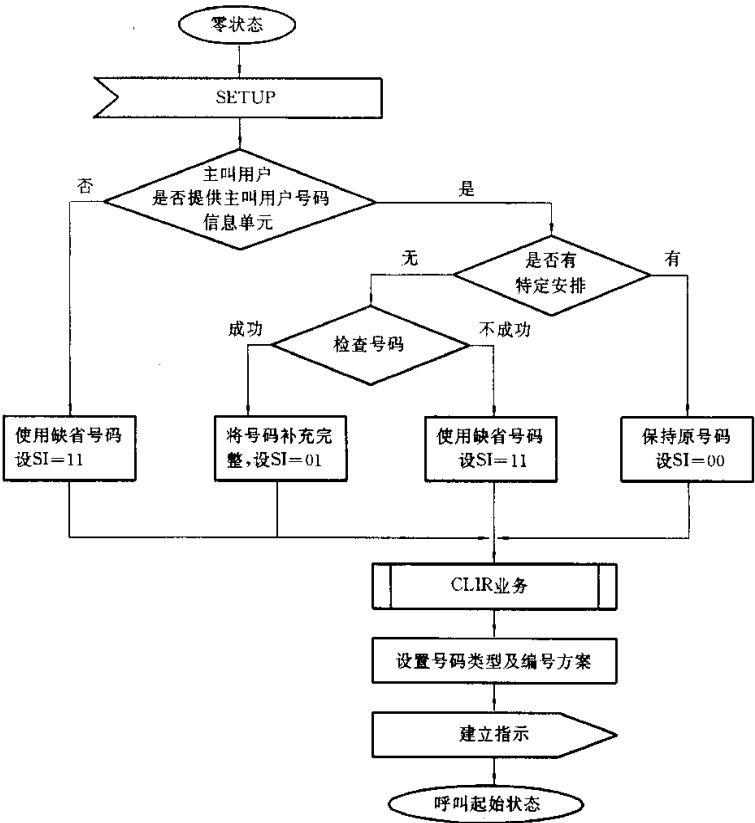 零状态
SETUP
主叫用户
是否提供主叫用户号码
信息单元
否
是
是否有
特定安排
无
有
检查号码
成功
不成功
使用缺省号码
设SI=11
将号码补充完
整,设SI=01
使用缺省号码
设SI=11
保持原号码
设SI=00
CLIR业务
设置号码类型及编号方案
建立指示
呼叫起始状态